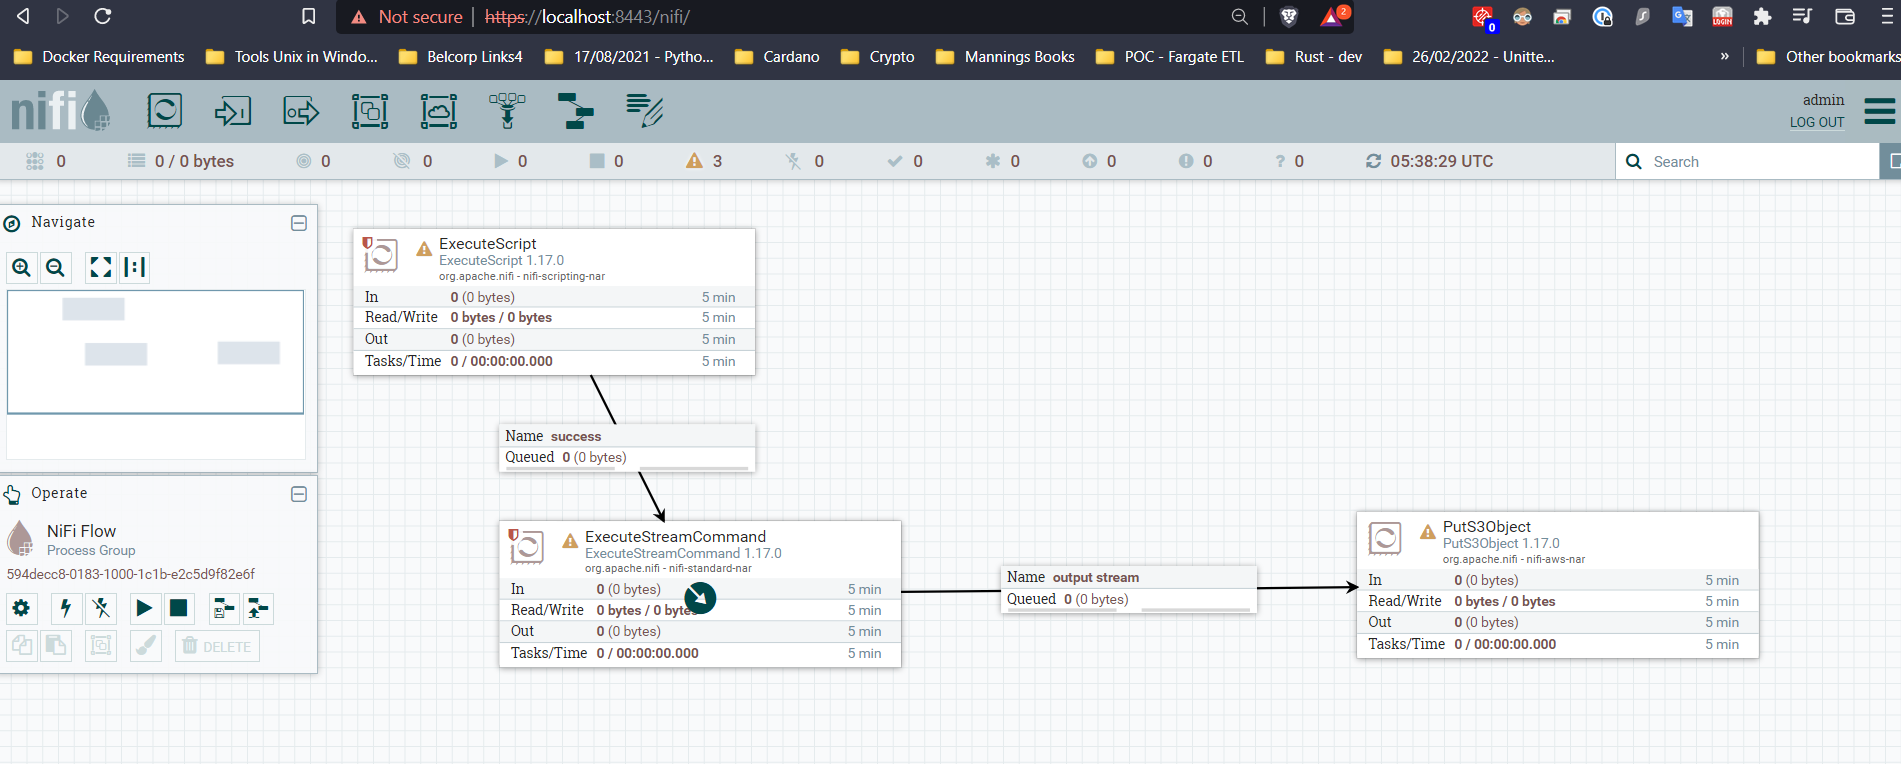 Not secure | https://localhost:8443/nifi/
2
0
Docker Requirements
Tools Unix in Windo...
Belcorp Links4
17/08/2021 - Pytho...
Cardano
Crypto
Mannings Books
POC - Fargate ETL
Rust - dev
26/02/2022 - Unitte...
»
Other bookmarks
nifi
admin
LOG OUT
0
0 / 0 bytes
0
0
0
0
3
0
0
0
0
0
? 0
05:38:29 UTC
Search
Navigate
Operate
NiFi Flow
Process Group
594decc8-0183-1000-1c1b-e2c5d9f82e6f
DELETE
ExecuteScript
ExecuteScript 1.17.0
org.apache.nifi - nifi-scripting-nar
In 0 (0 bytes) 5 min
Read/Write 0 bytes / 0 bytes 5 min
Out 0 (0 bytes) 5 min
Tasks/Time 0 / 00:00:00.000 5 min
Name success
Queued 0 (0 bytes)
ExecuteStreamCommand
ExecuteStreamCommand 1.17.0
org.apache.nifi - nifi-standard-nar
In 0 (0 bytes) 5 min
Read/Write 0 bytes / 0 bytes 5 min
Out 0 (0 bytes) 5 min
Tasks/Time 0 / 00:00:00.000 5 min
Name output stream
Queued 0 (0 bytes)
PutS3Object
PutS3Object 1.17.0
org.apache.nifi - nifi-aws-nar
In 0 (0 bytes) 5 min
Read/Write 0 bytes / 0 bytes 5 min
Out 0 (0 bytes) 5 min
Tasks/Time 0 / 00:00:00.000 5 min